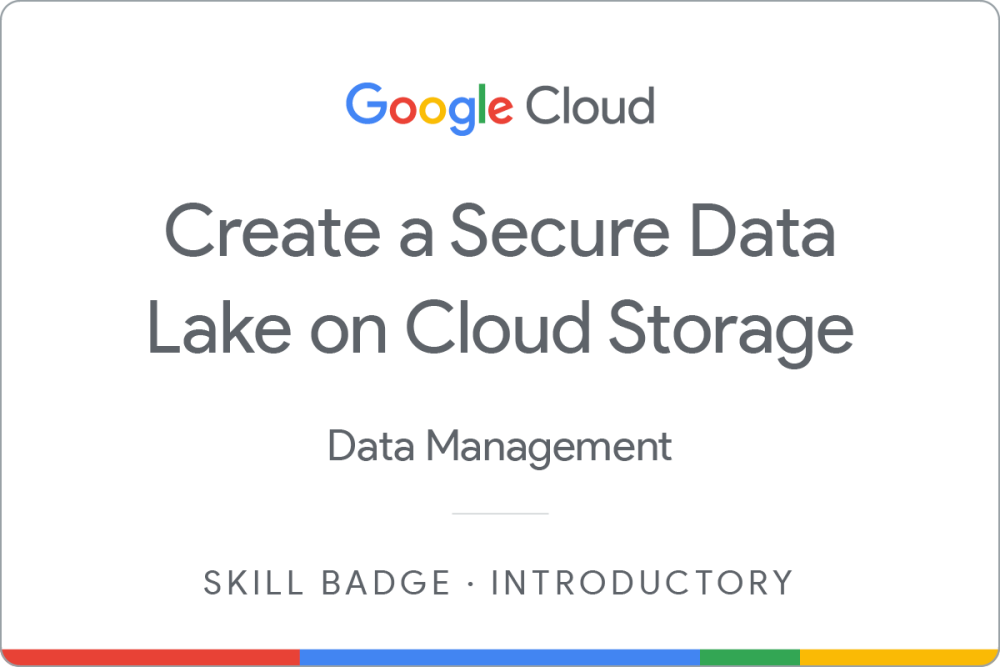 Google Cloud
Create a Secure Data
Lake on Cloud Storage
Data Management
SKILL BADGE · INTRODUCTORY